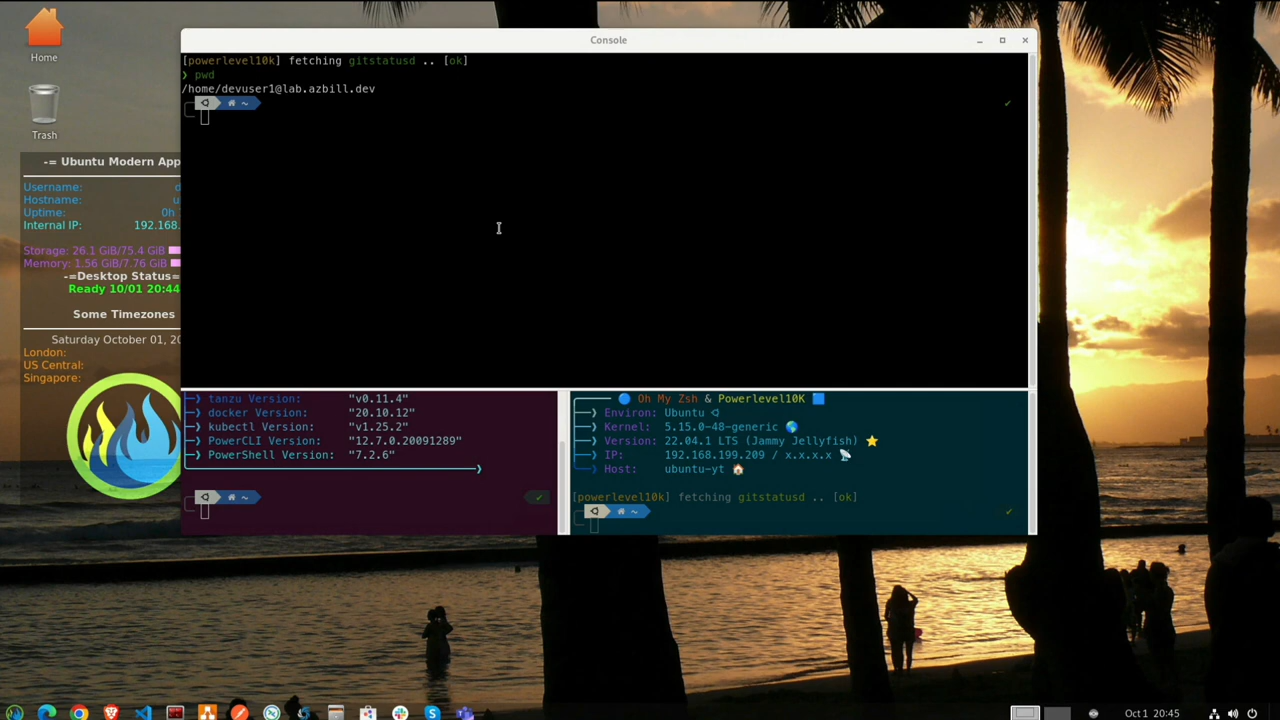 Home
Trash
-= Ubuntu Modern App
Username: d
Hostname: u
Uptime: 0h
Internal IP: 192.168.
Storage: 26.1 GiB/75.4 GiB
Memory: 1.56 GiB/7.76 GiB
-=Desktop Status=
Ready 10/01 20:44
Some Timezones
Saturday October 01, 20
London:
US Central:
Singapore:
Console
[powerlevel10k] fetching gitstatusd .. [ok]
❯ pwd
/home/devuser1@lab.azbill.dev
~
tanzu Version: "v0.11.4"
docker Version: "20.10.12"
kubectl Version: "v1.25.2"
PowerCLI Version: "12.7.0.20091289"
PowerShell Version: "7.2.6"
~
Oh My Zsh & Powerlevel10K
Environ: Ubuntu
Kernel: 5.15.0-48-generic
Version: 22.04.1 LTS (Jammy Jellyfish)
IP: 192.168.199.209 / x.x.x.x
Host: ubuntu-yt
[powerlevel10k] fetching gitstatusd .. [ok]
~
Oct 1 20:45